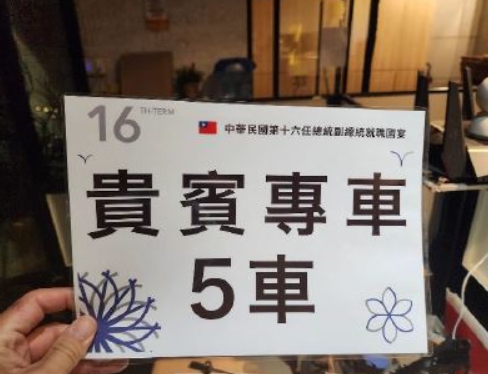 16 TH-TERM
中華民國第十六任總統副總統就職國宴
貴賓專車
5車